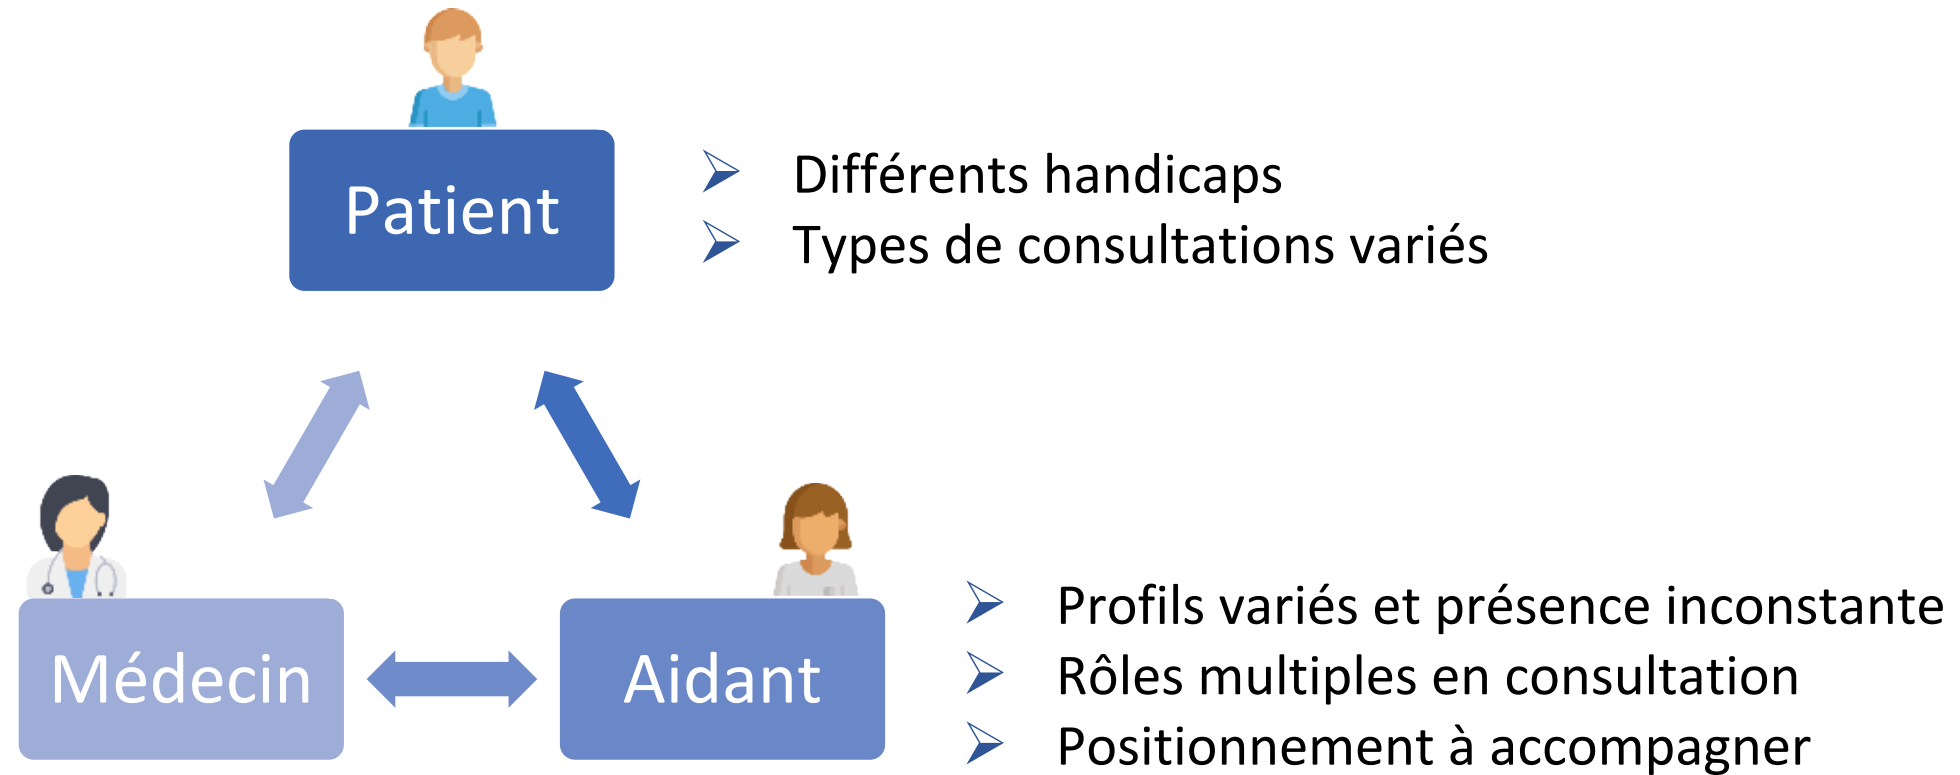 Patient
Différents handicaps
Types de consultations variés
Médecin
Aidant
Profils variés et présence inconstante
Rôles multiples en consultation
Positionnement à accompagner